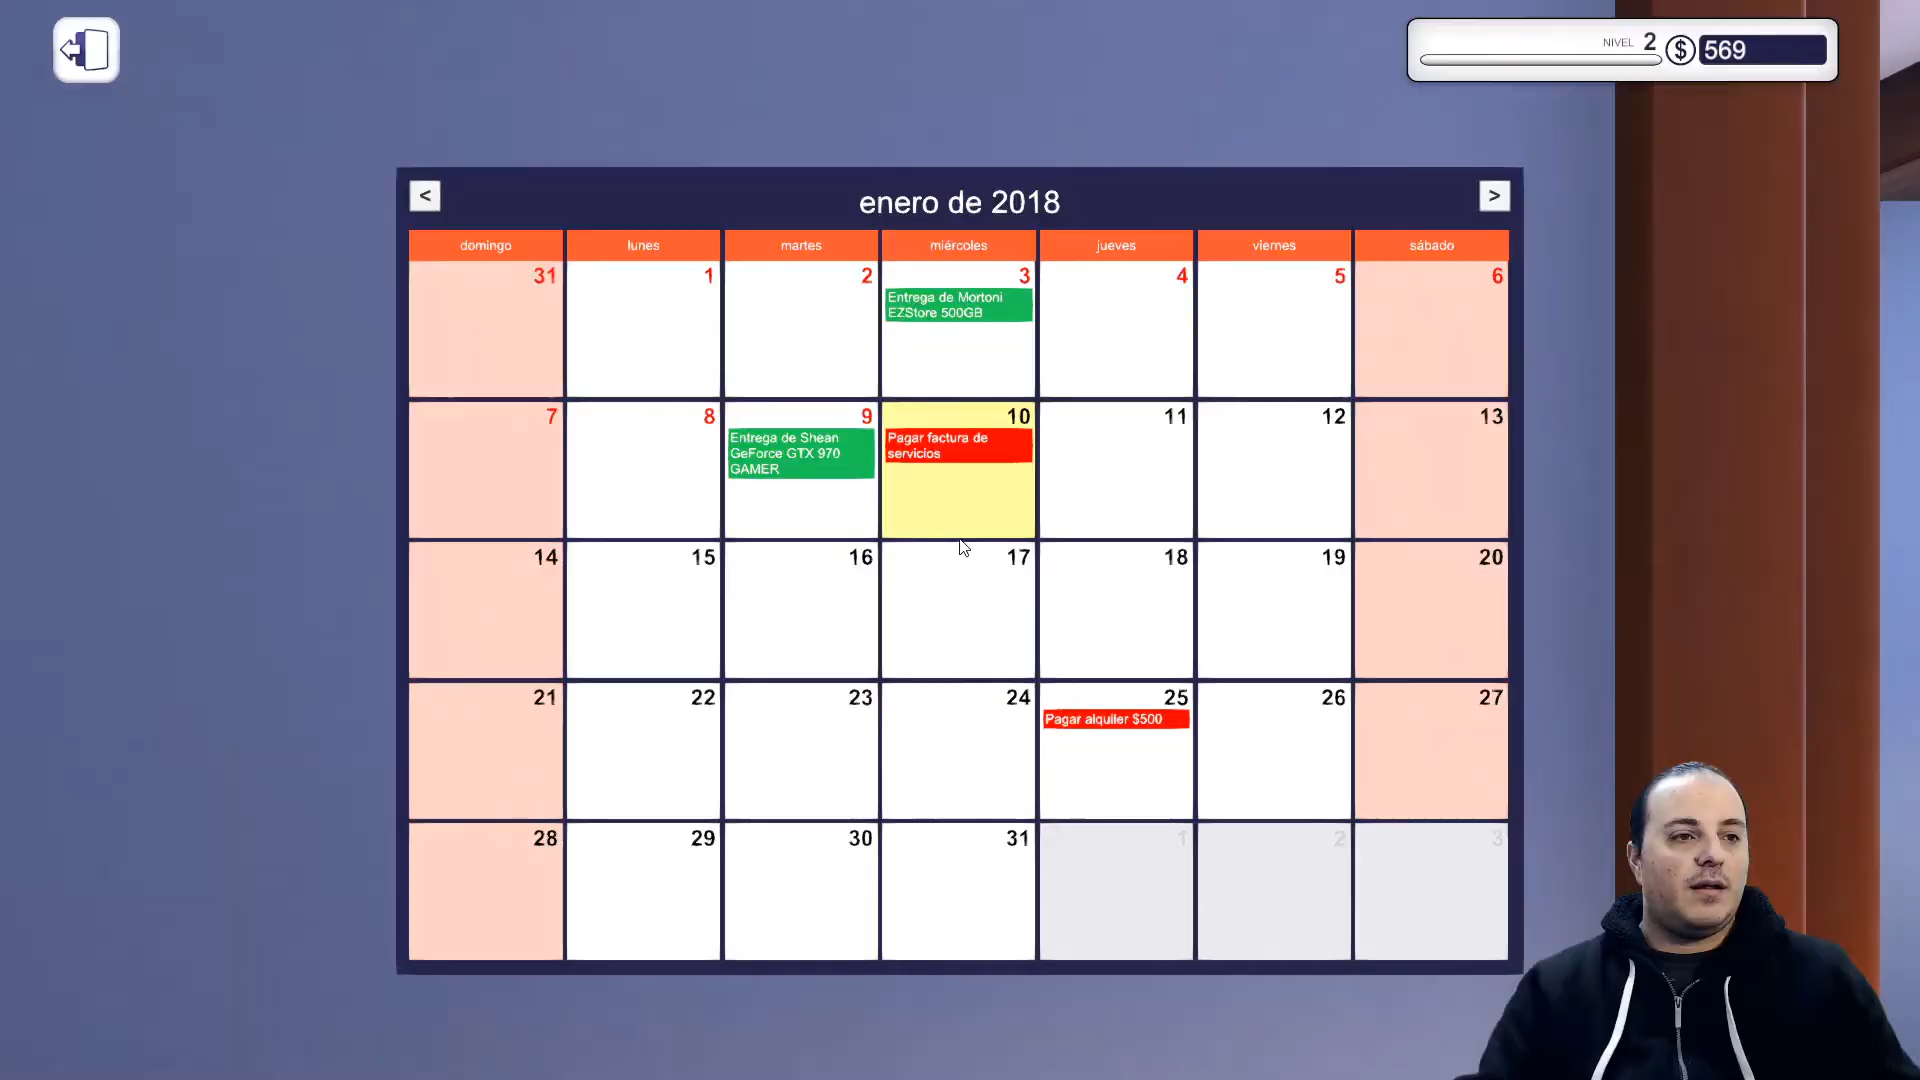 NIVEL 2 $ 569
< enero de 2018 >
domingo lunes martes miércoles jueves viernes sábado
31 1 2 3 4 5 6
Entrega de Mortoni
EZStore 500GB
7 8 9 10 11 12 13
Entrega de Shean
GeForce GTX 970
GAMER
Pagar factura de
servicios
14 15 16 17 18 19 20
21 22 23 24 25 26 27
Pagar alquiler $500
28 29 30 31 1 2 3